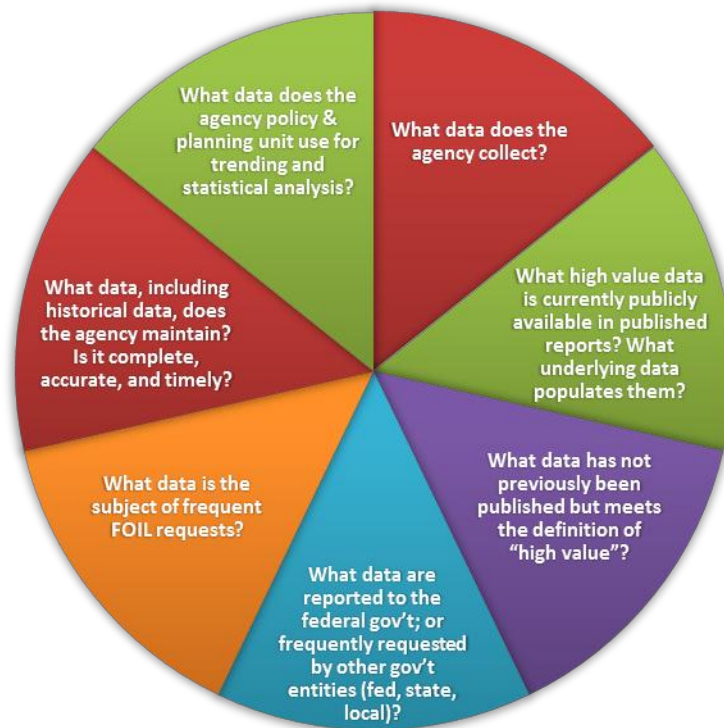 What data does the
agency collect?
What high value data
is currently publicly
available in published
reports? What
underlying data
populates them?
What data has not
previously been
published but meets
the definition of
“high value”?
What data are
reported to the
federal gov’t; or
frequently requested
by other gov’t
entities (fed, state,
local)?
What data is the
subject of frequent
FOIL requests?
What data, including
historical data, does
the agency maintain?
Is it complete,
accurate, and timely?
What data does the
agency policy &
planning unit use for
trending and
statistical analysis?